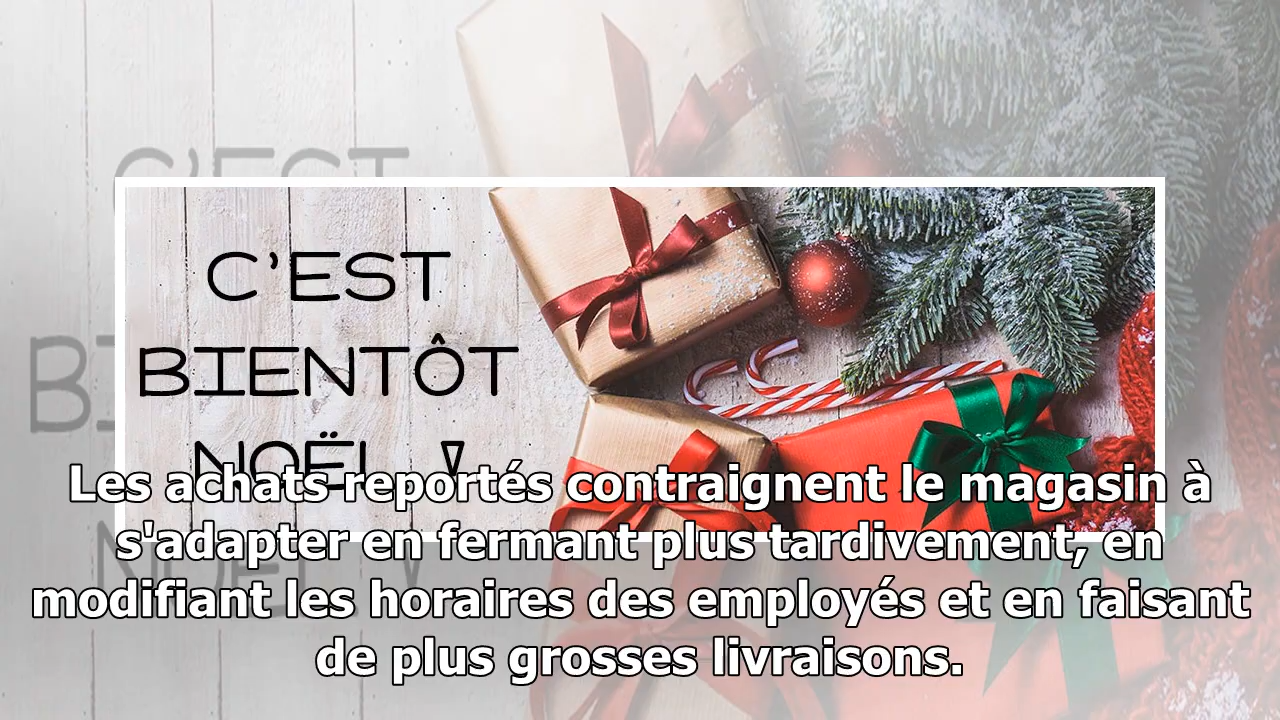 C'EST
BIENTÔT
NOËL !
Les achats reportés contraignent le magasin à
s'adapter en fermant plus tardivement, en
modifiant les horaires des employés et en faisant
de plus grosses livraisons.